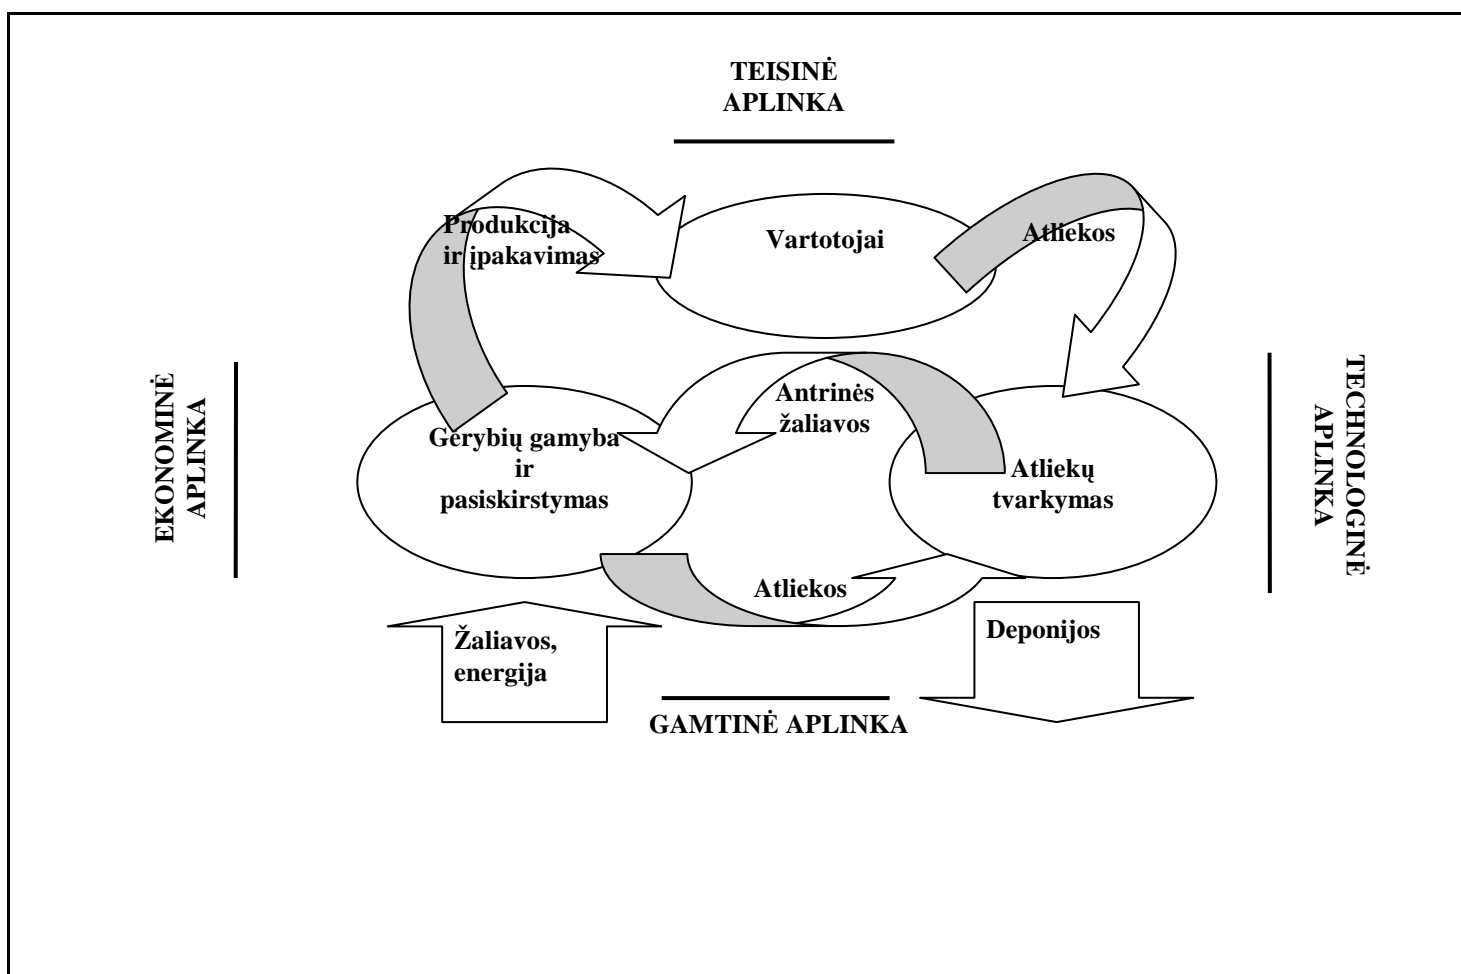 TEISINĖ
APLINKA
Produkcija
ir įpakavimas
Vartotojai
Atliekos
EKONOMINĖ
APLINKA
TECHNOLOGINĖ
APLINKA
Antrinės
žaliavos
Gėrybių gamyba
ir
pasiskirstymas
Atliekų
tvarkymas
Atliekos
Žaliavos,
energija
Deponijos
GAMTINĖ APLINKA